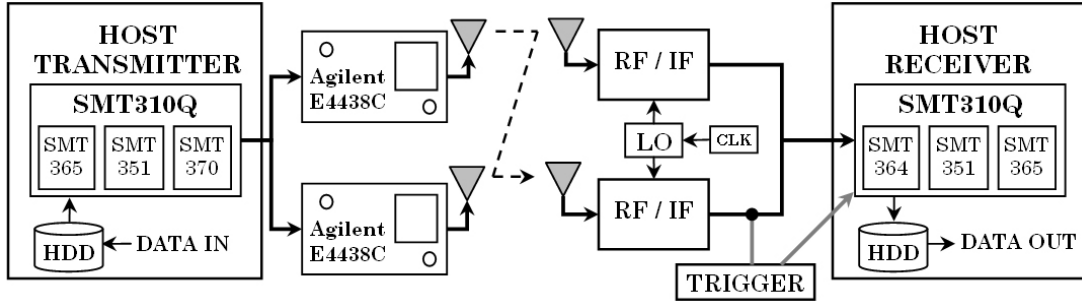 HOST
TRANSMITTER
SMT310Q
SMT
365
SMT
351
SMT
370
HDD
DATA IN
Agilent
E4438C
Agilent
E4438C
RF / IF
LO
CLK
RF / IF
TRIGGER
HOST
RECEIVER
SMT310Q
SMT
364
SMT
351
SMT
365
HDD
DATA OUT